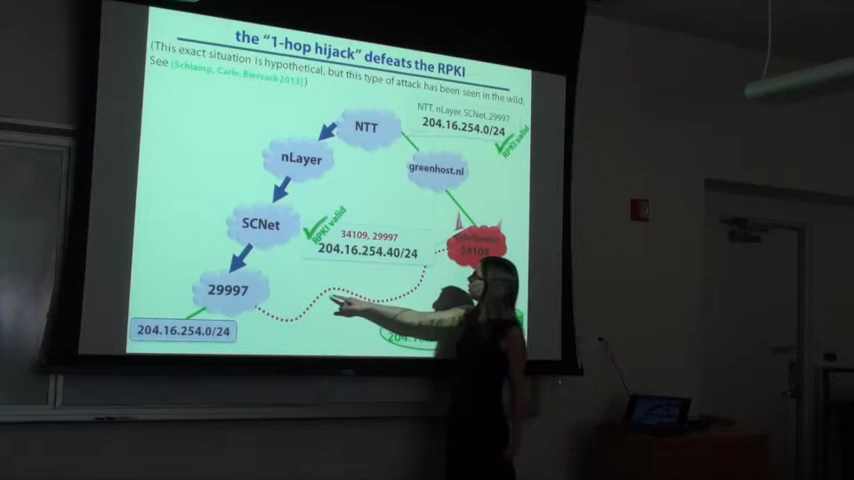 the "1-hop hijack" defeats the RPKI
(This exact situation is hypothetical, but this type of attack has been seen in the wild,
See [Schlamp, Carle, Biersack 2013])
NTT, nLayer, SCNet, 29997
204.16.254.0/24
RPKI valid
NTT
nLayer
greenhost.nl
SCNet
RPKI valid
34109, 29997
204.16.254.40/24
34109
29997
204.16.254.0/24